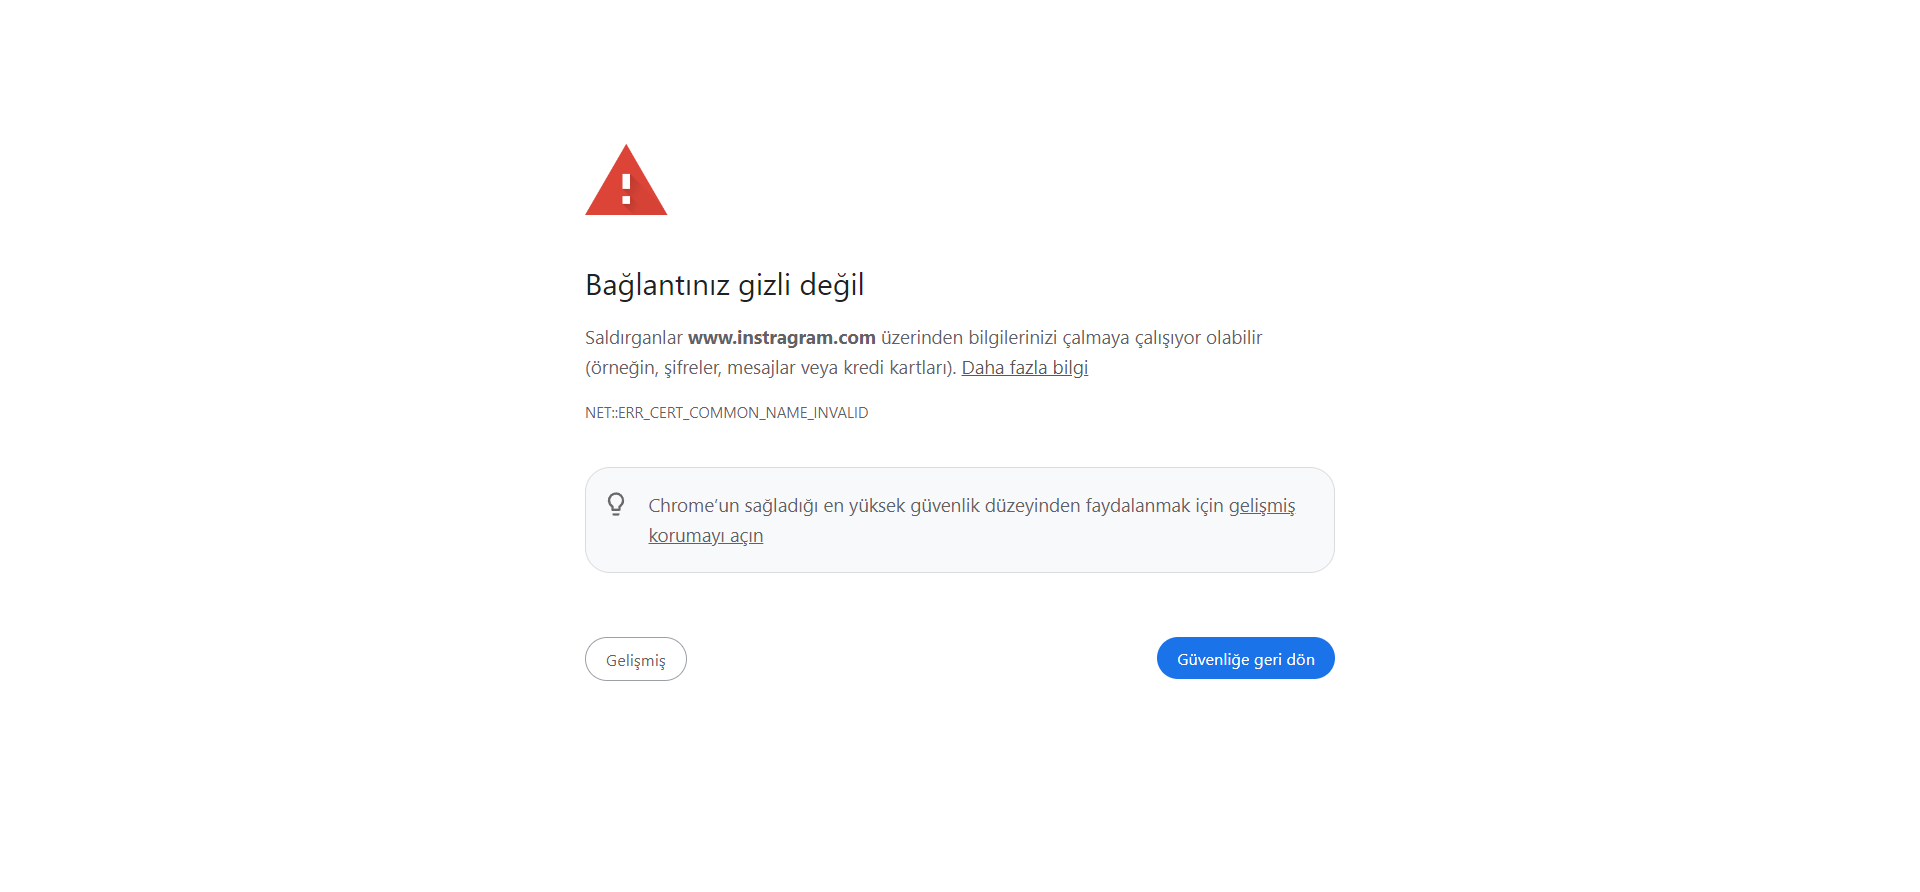 Bağlantınız gizli değil
Saldırganlar www.instragram.com üzerinden bilgilerinizi çalmaya çalışıyor olabilir
(örneğin, şifreler, mesajlar veya kredi kartları). Daha fazla bilgi
NET::ERR_CERT_COMMON_NAME_INVALID
Chrome'un sağladığı en yüksek güvenlik düzeyinden faydalanmak için gelişmiş
korumayı açın
Gelişmiş
Güvenliğe geri dön